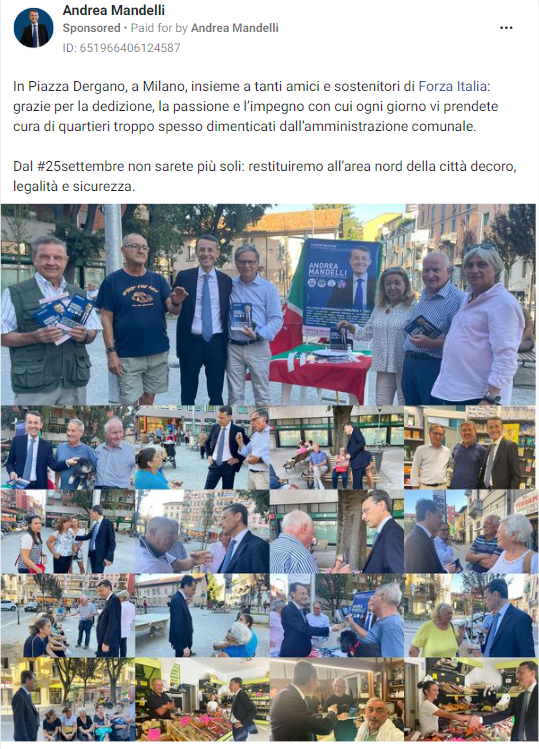 Andrea Mandelli
Sponsored • Paid for by Andrea Mandelli
ID: 651966406124587
In Piazza Dergano, a Milano, insieme a tanti amici e sostenitori di Forza Italia:
grazie per la dedizione, la passione e l’impegno con cui ogni giorno vi prendete
cura di quartieri troppo spesso dimenticati dall’amministrazione comunale.
Dal #25settembre non sarete più soli: restituiremo all’area nord della città decoro,
legalità e sicurezza.
ANDREA
MANDELLI